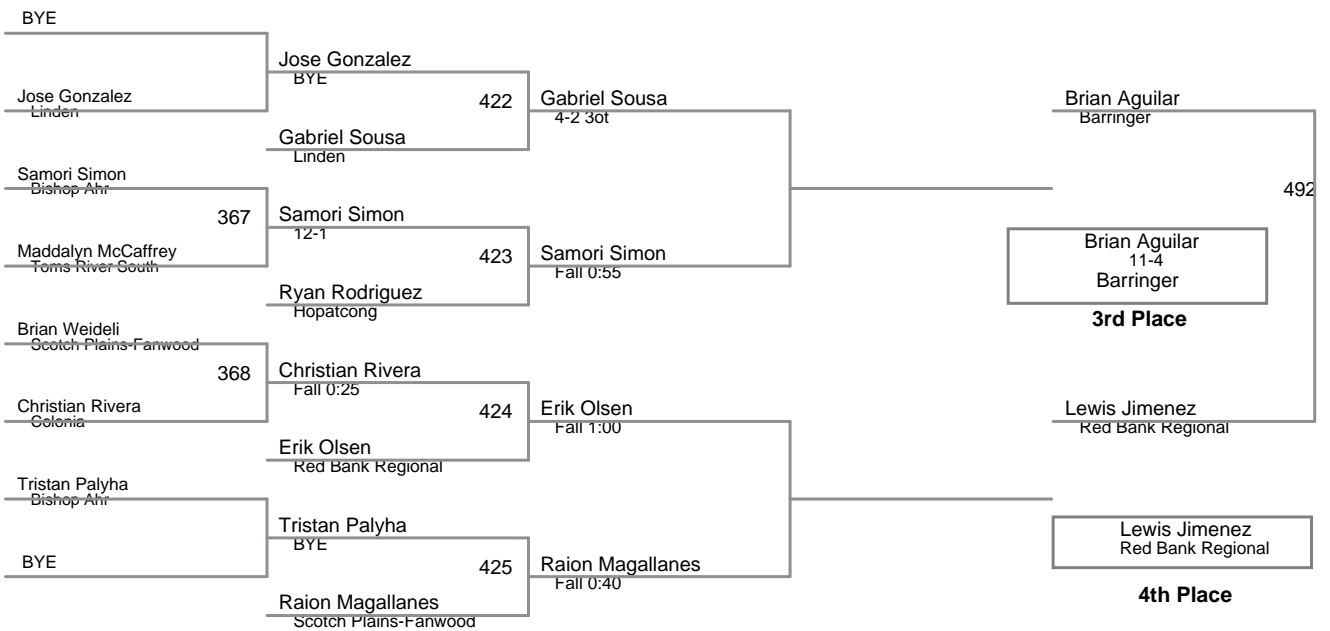 BYE
Jose Gonzalez
BYE
Jose Gonzalez
Linden
422
Gabriel Sousa
4-2 3ot
Brian Aguilar
Barringer
Gabriel Sousa
Linden
Samori Simon
Bishop Ahr
492
367
Samori Simon
12-1
Maddalyn McCaffrey
Toms River South
423
Samori Simon
Fall 0:55
Brian Aguilar
11-4
Barringer
3rd Place
Ryan Rodriguez
Hopatcong
Brian Weideli
Scotch Plains-Fanwood
368
Christian Rivera
Fall 0:25
Christian Rivera
Colonia
424
Erik Olsen
Fall 1:00
Lewis Jimenez
Red Bank Regional
Erik Olsen
Red Bank Regional
Tristan Palyha
Bishop Ahr
Tristan Palyha
BYE
Lewis Jimenez
Red Bank Regional
BYE
425
Raion Magallanes
Fall 0:40
4th Place
Raion Magallanes
Scotch Plains-Fanwood